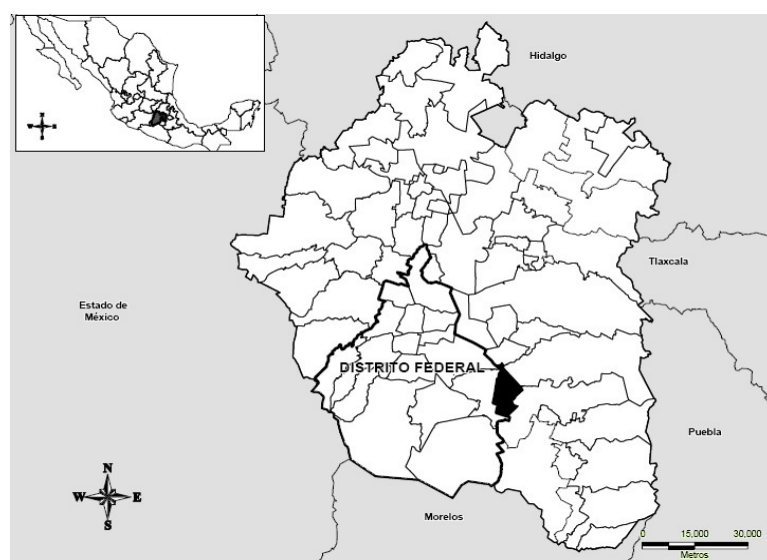 Hidalgo
Tlaxcala
Estado de
México
DISTRITO FEDERAL
Puebla
Morelos
N
W E
S
0 15,000 30,000
Metros